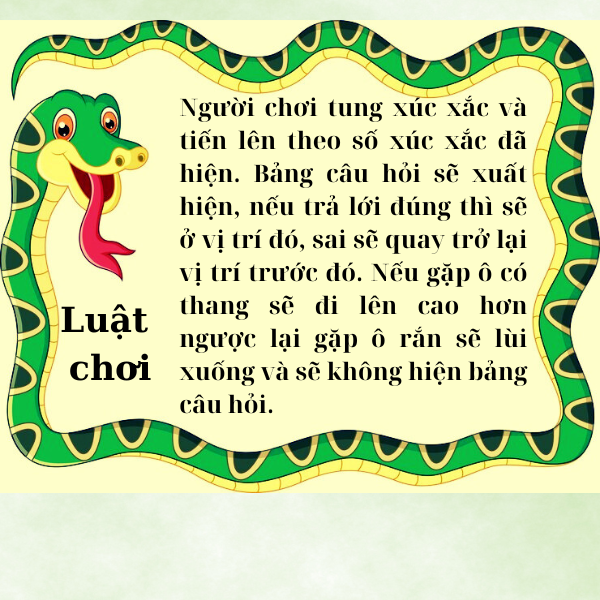 Luật
chơi
Người chơi tung xúc xắc và
tiến lên theo số xúc xắc đã
hiện. Bảng câu hỏi sẽ xuất
hiện, nếu trả lới đúng thì sẽ
ở vị trí đó, sai sẽ quay trở lại
vị trí trước đó. Nếu gặp ô có
thang sẽ đi lên cao hơn
ngược lại gặp ô rắn sẽ lùi
xuống và sẽ không hiện bảng
câu hỏi.